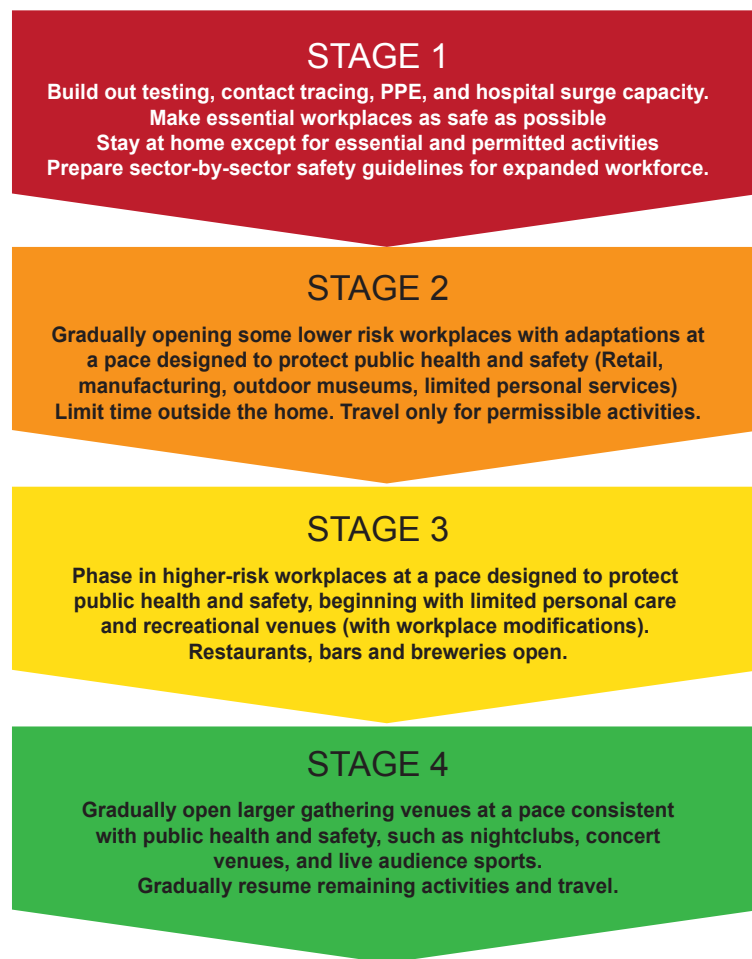 STAGE 1
Build out testing, contact tracing, PPE, and hospital surge capacity.
Make essential workplaces as safe as possible
Stay at home except for essential and permitted activities
Prepare sector-by-sector safety guidelines for expanded workforce.
STAGE 2
Gradually opening some lower risk workplaces with adaptations at
a pace designed to protect public health and safety (Retail,
manufacturing, outdoor museums, limited personal services)
Limit time outside the home. Travel only for permissible activities.
STAGE 3
Phase in higher-risk workplaces at a pace designed to protect
public health and safety, beginning with limited personal care
and recreational venues (with workplace modifications).
Restaurants, bars and breweries open.
STAGE 4
Gradually open larger gathering venues at a pace consistent
with public health and safety, such as nightclubs, concert
venues, and live audience sports.
Gradually resume remaining activities and travel.